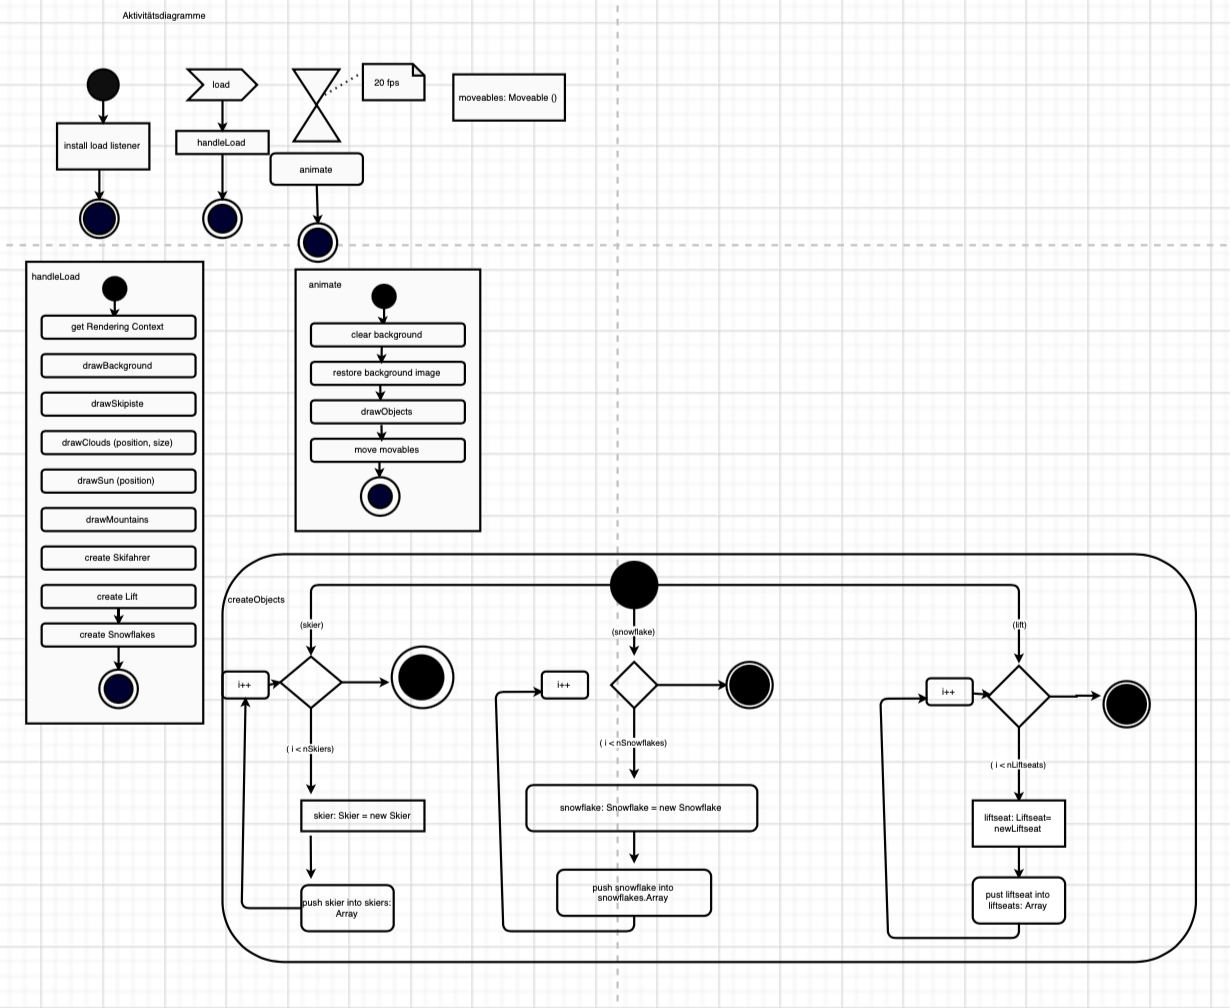 Aktivitätsdiagramme
install load listener
load
handleLoad
20 fps
animate
moveables: Moveable ()
handleLoad
get Rendering Context
drawBackground
drawSkipiste
drawClouds (position, size)
drawSun (position)
drawMountains
create Skifahrer
create Lift
create Snowflakes
animate
clear background
restore background image
drawObjects
move movables
createObjects
(skier)
i++
( i < nSkiers)
skier: Skier = new Skier
push skier into skiers:
Array
(snowflake)
i++
( i < nSnowflakes)
snowflake: Snowflake = new Snowflake
push snowflake into
snowflakes.Array
(lift)
i++
( i < nLiftseats)
liftseat: Liftseat=
newLiftseat
pust liftseat into
liftseats: Array